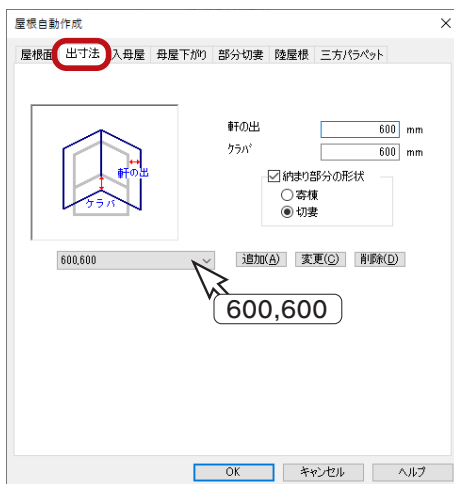 屋根自動作成
屋根面 出寸法 入母屋 母屋下がり 部分切妻 陸屋根 三方パラペット
軒の出 600 mm
ケラバ 600 mm
軒の出
ケラバ
納まり部分の形状
寄棟
切妻
600,600 追加(A) 変更(C) 削除(D)
600,600
OK キャンセル ヘルプ